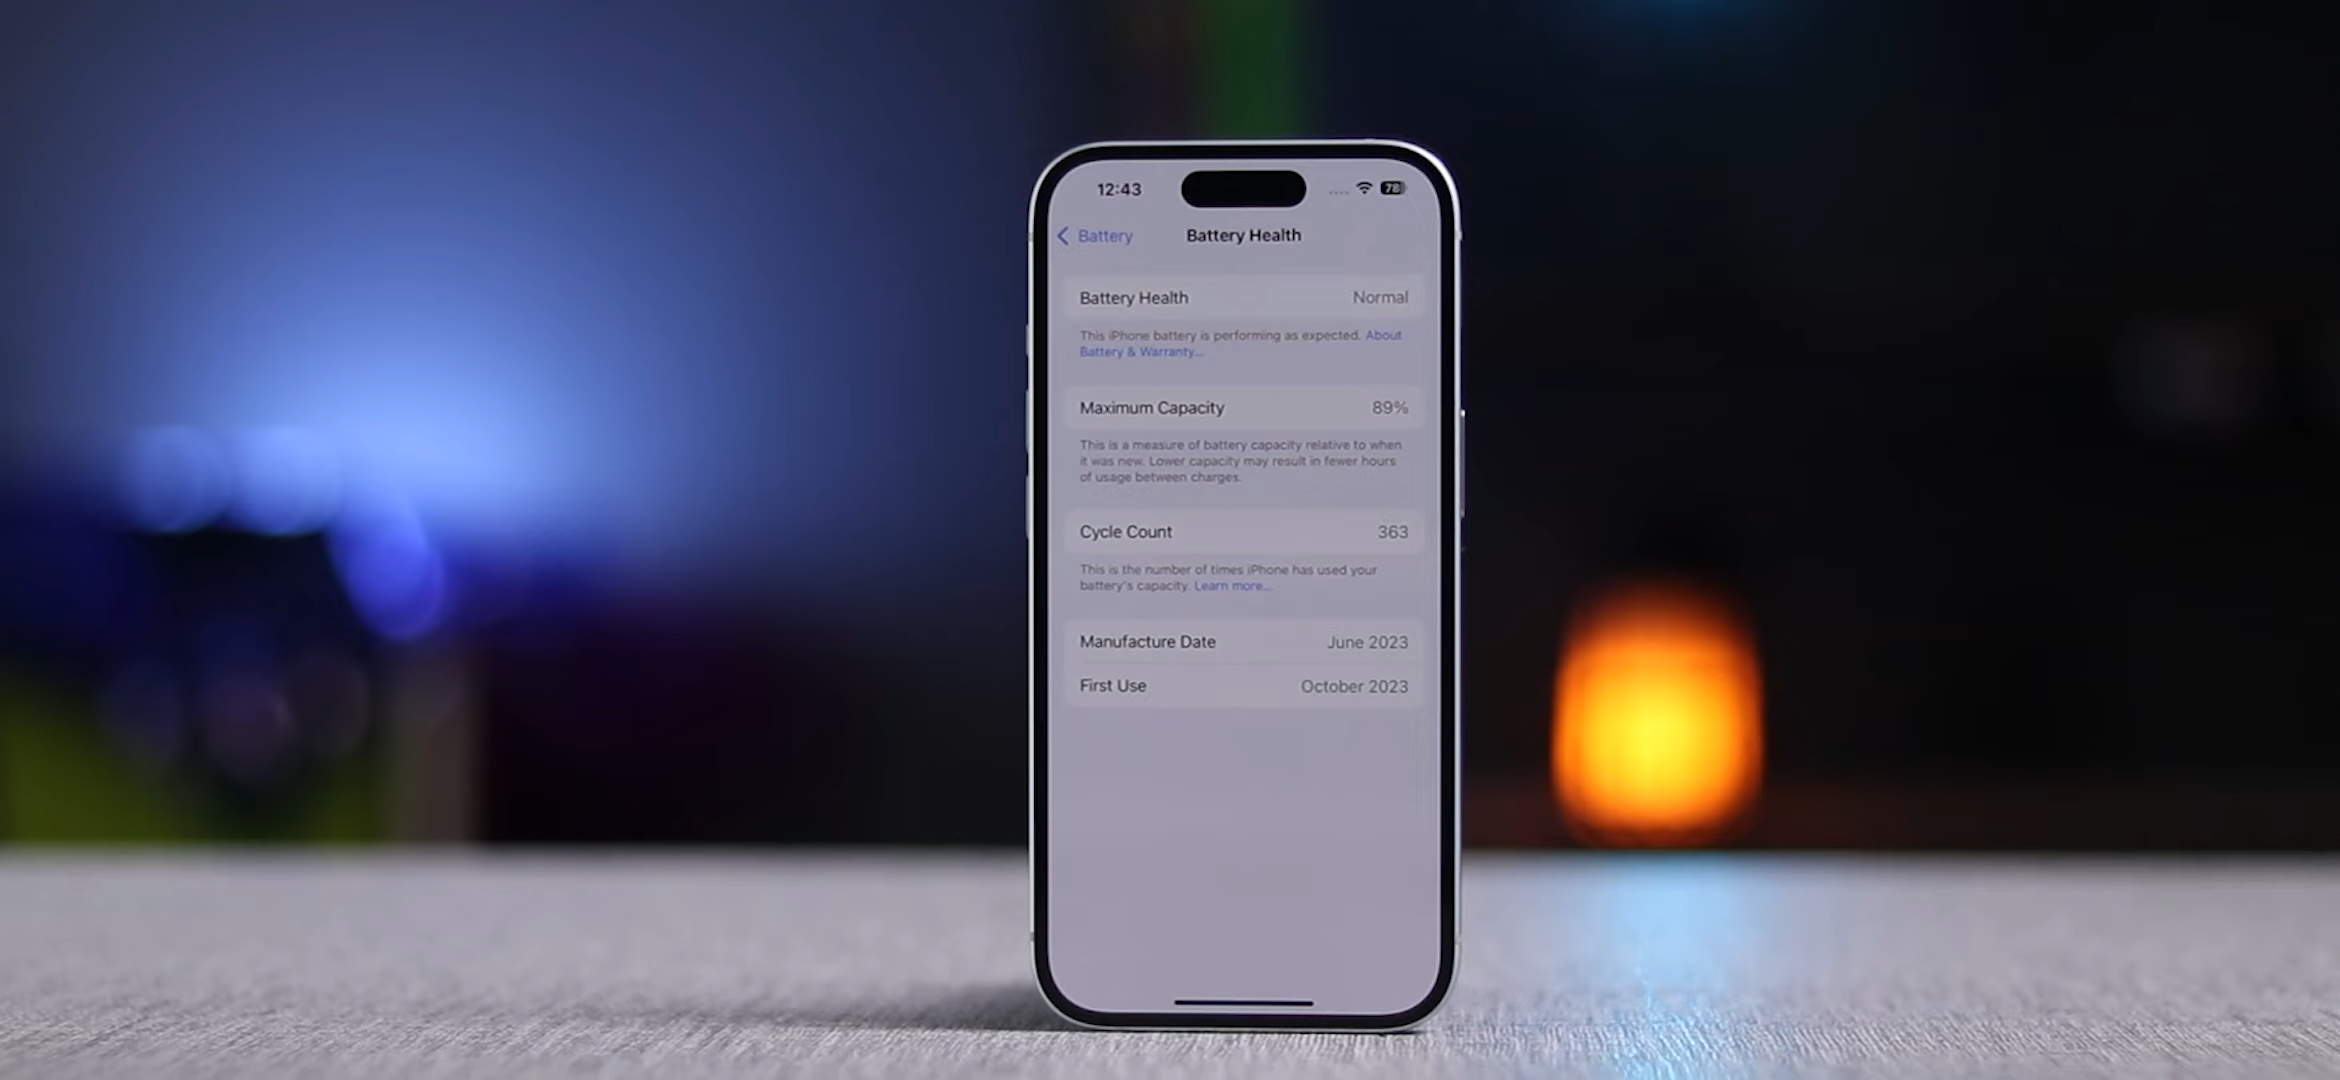 12:43
78
Battery
Battery Health
Battery Health
Normal
This iPhone battery is performing as expected. About
Battery & Warranty...
Maximum Capacity
89%
This is a measure of battery capacity relative to when
it was new. Lower capacity may result in fewer hours
of usage between charges.
Cycle Count
363
This is the number of times iPhone has used your
battery's capacity. Learn more...
Manufacture Date
June 2023
First Use
October 2023